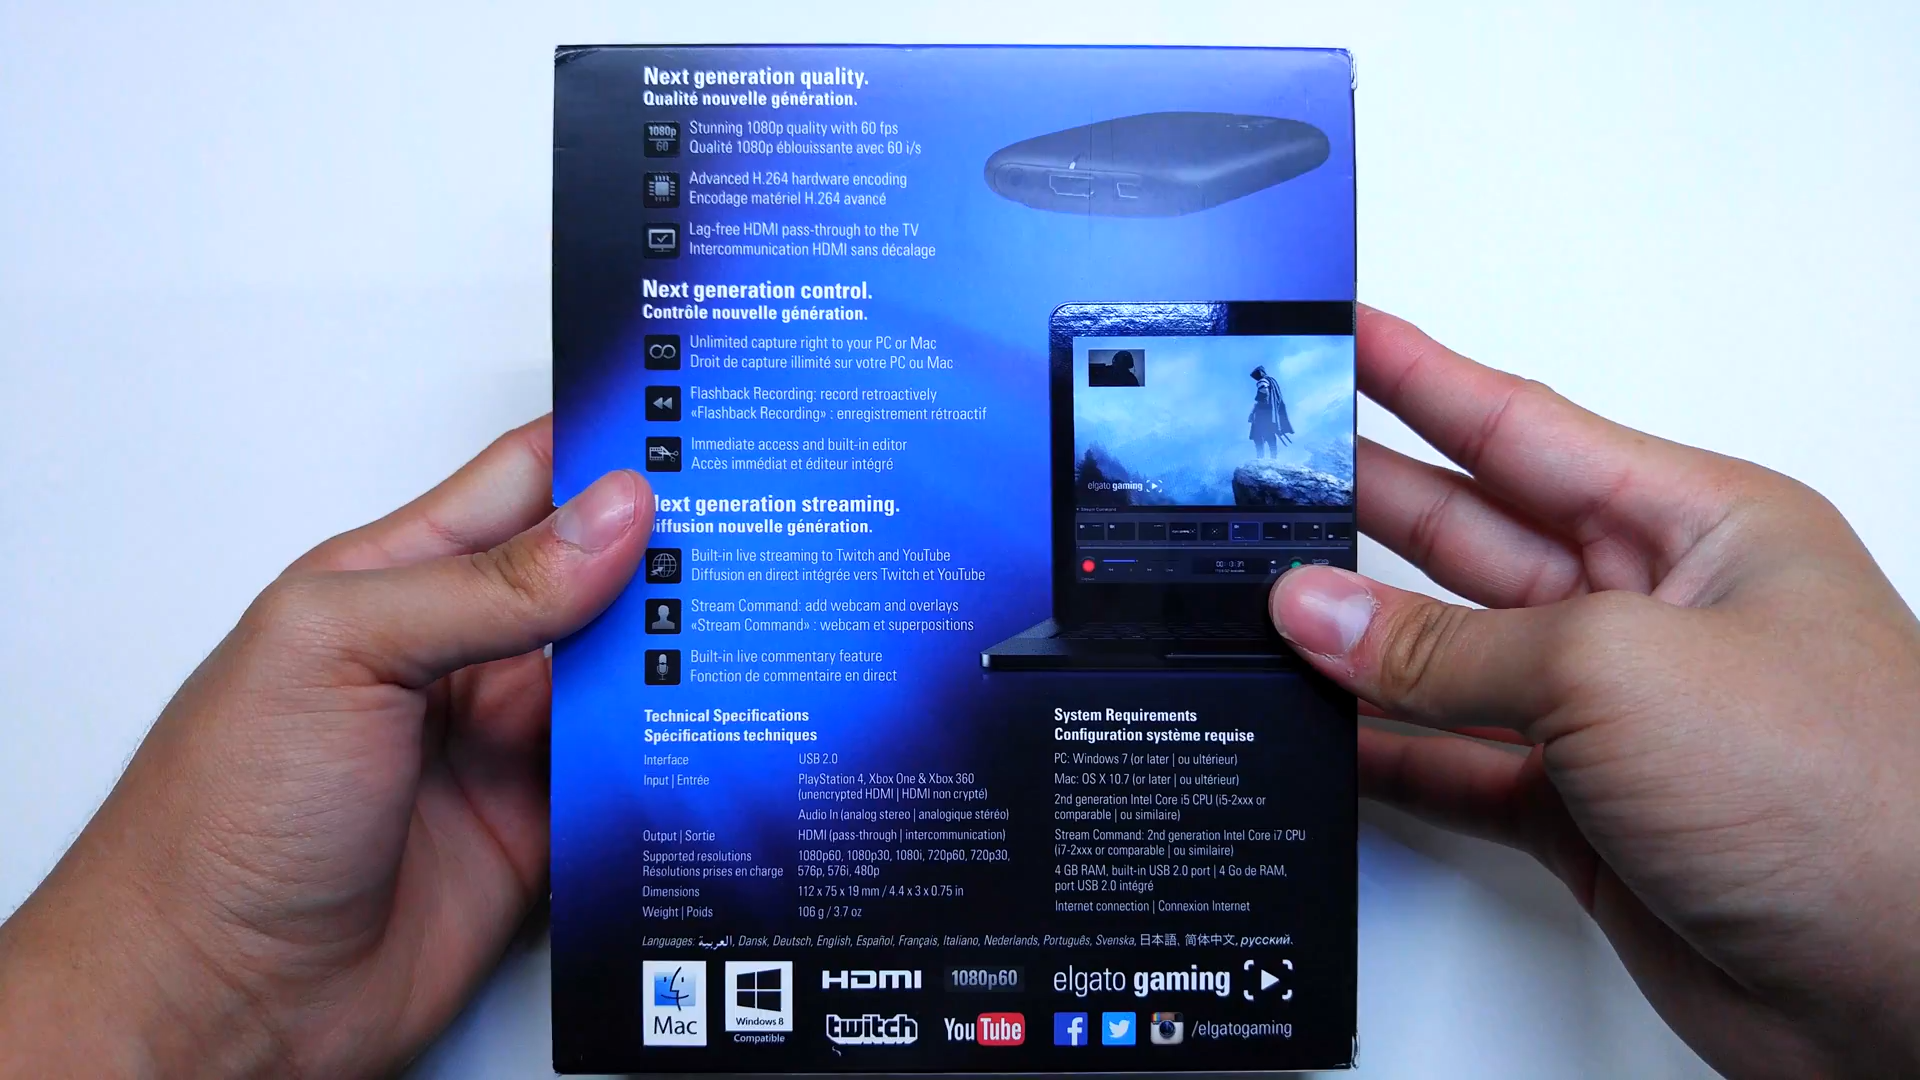 Next generation quality.
Qualité nouvelle génération.
1080p
60
Stunning 1080p quality with 60 fps
Qualité 1080p éblouissante avec 60 i/s
Advanced H.264 hardware encoding
Encodage matériel H.264 avancé
Lag-free HDMI pass-through to the TV
Intercommunication HDMI sans décalage
Next generation control.
Contrôle nouvelle génération.
Unlimited capture right to your PC or Mac
Droit de capture illimité sur votre PC ou Mac
Flashback Recording: record retroactively
«Flashback Recording» : enregistrement rétroactif
Immediate access and built-in editor
Accès immédiat et éditeur intégré
elgato gaming
Stream Command
ext generation streaming.
iffusion nouvelle génération.
Built-in live streaming to Twitch and YouTube
Diffusion en direct intégrée vers Twitch et YouTube
Stream Command: add webcam and overlays
«Stream Command» : webcam et superpositions
Built-in live commentary feature
Fonction de commentaire en direct
Technical Specifications
Spécifications techniques
Interface USB 2.0
Input | Entrée PlayStation 4, Xbox One & Xbox 360
(unencrypted HDMI | HDMI non crypté)
Audio In (analog stereo | analogique stéréo)
Output | Sortie HDMI (pass-through | intercommunication)
Supported resolutions 1080p60, 1080p30, 1080i, 720p60, 720p30,
Résolutions prises en charge 576p, 576i, 480p
Dimensions 112 x 75 x 19 mm / 4.4 x 3 x 0.75 in
Weight | Poids 106 g / 3.7 oz
System Requirements
Configuration système requise
PC: Windows 7 (or later | ou ultérieur)
Mac: OS X 10.7 (or later | ou ultérieur)
2nd generation Intel Core i5 CPU (i5-2xxx or
comparable | ou similaire)
Stream Command: 2nd generation Intel Core i7 CPU
(i7-2xxx or comparable | ou similaire)
4 GB RAM, built-in USB 2.0 port | 4 Go de RAM,
port USB 2.0 intégré
Internet connection | Connexion Internet
Languages: العربية, Dansk, Deutsch, English, Español, Français, Italiano, Nederlands, Português, Svenska, 日本語, 简体中文, русский.
Mac
Windows 8
Compatible
HDMI
1080p60
elgato gaming
twitch
YouTube
/elgatogaming